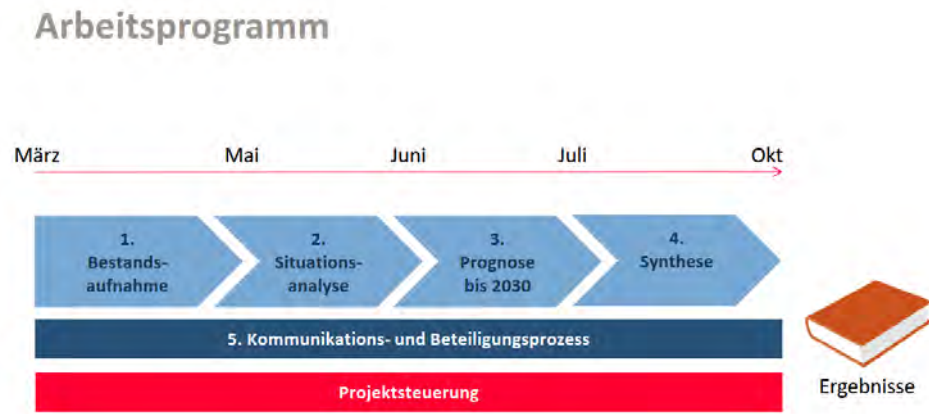 Arbeitsprogramm
März Mai Juni Juli Okt
1.
Bestands-
aufnahme
2.
Situations-
analyse
3.
Prognose
bis 2030
4.
Synthese
5. Kommunikations- und Beteiligungsprozess
Projektsteuerung
Ergebnisse